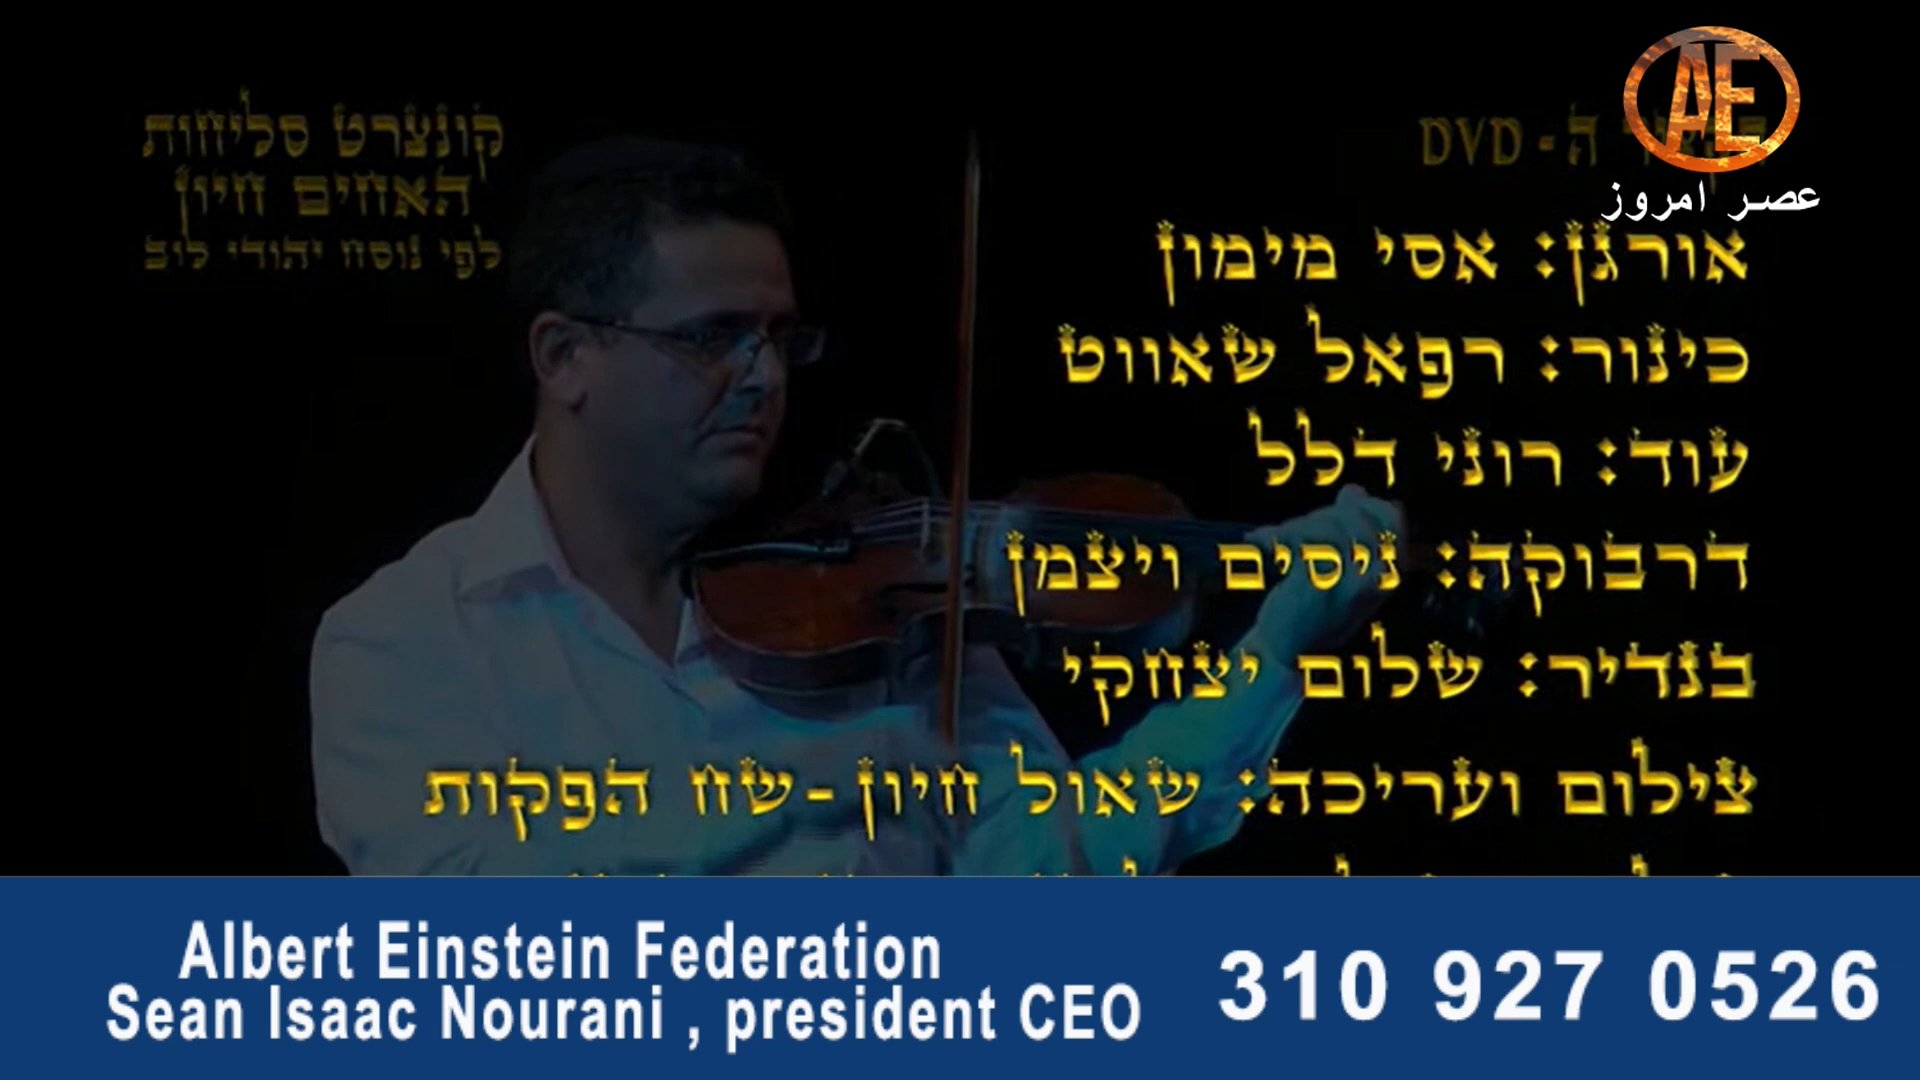 קונצרט סליחות
האחים חיון
לפי נוסח יהודי לוב
ה - DVD
AE
عصر امروز
אורגן: אסי מימון
כינור: רפאל שאווט
עוד: רוני דלל
דרבוקה: ניסים ויצמן
בנדיר: שלום יצחקי
צילום ועריכה: שאול חיון - שח הפקות
Albert Einstein Federation
Sean Isaac Nourani , president CEO
310 927 0526